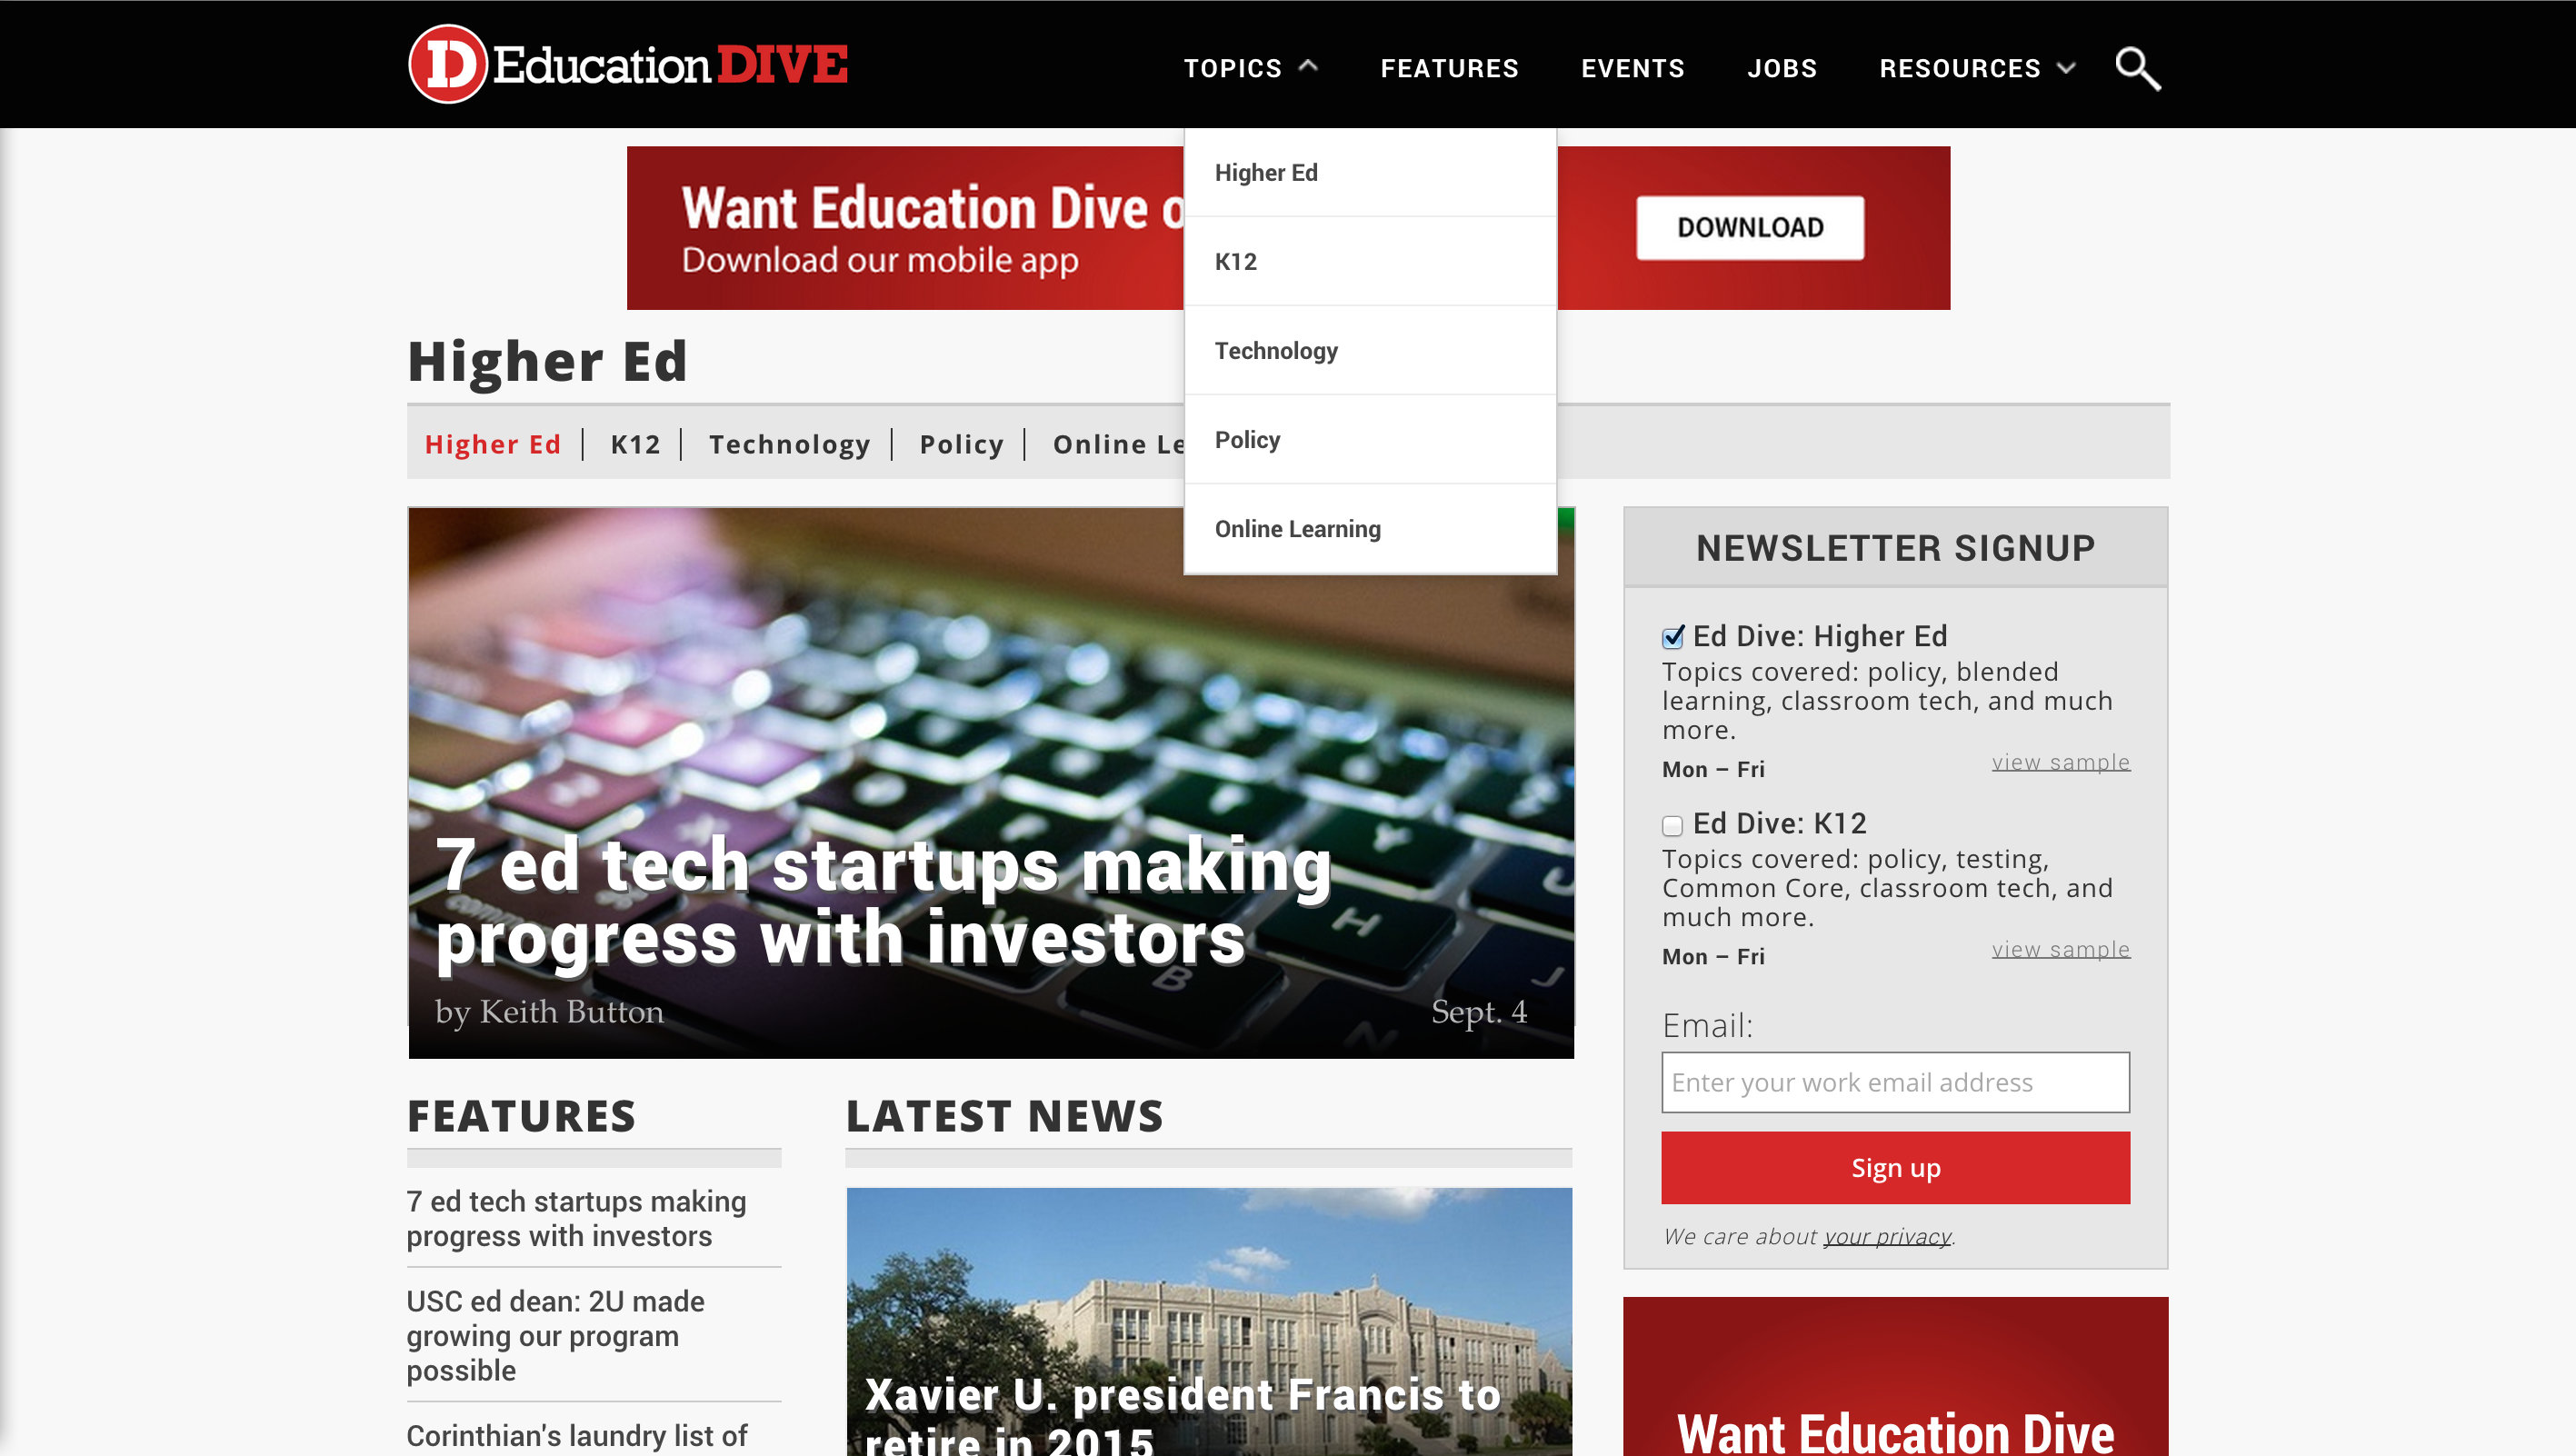 D Education DIVE
TOPICS FEATURES EVENTS JOBS RESOURCES
Higher Ed
K12
Technology
Policy
Online Learning
Want Education Dive
Download our mobile app
DOWNLOAD
Higher Ed
Higher Ed K12 Technology Policy Online
7 ed tech startups making
progress with investors
by Keith Button Sept. 4
NEWSLETTER SIGNUP
Ed Dive: Higher Ed
Topics covered: policy, blended
learning, classroom tech, and much
more.
Mon – Fri view sample
Ed Dive: K12
Topics covered: policy, testing,
Common Core, classroom tech, and
much more.
Mon – Fri view sample
Email:
Enter your work email address
Sign up
We care about your privacy.
FEATURES
7 ed tech startups making
progress with investors
USC ed dean: 2U made
growing our program
possible
Corinthian's laundry list of
LATEST NEWS
Xavier U. president Francis to
retire in 2015
Want Education Dive